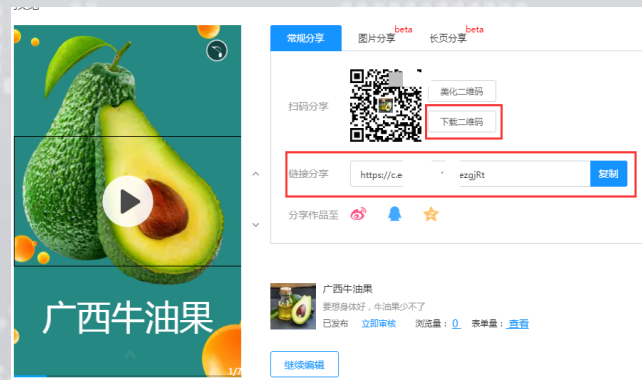 常规分享
图片分享 beta
长页分享 beta
扫码分享
美化二维码
下载二维码
链接分享
https://c.e
ezgjRt
复制
分享作品至
广西牛油果
1/7
广西牛油果
要想身体好，牛油果少不了
已发布 立即审核 浏览量：0 表单量：查看
继续编辑